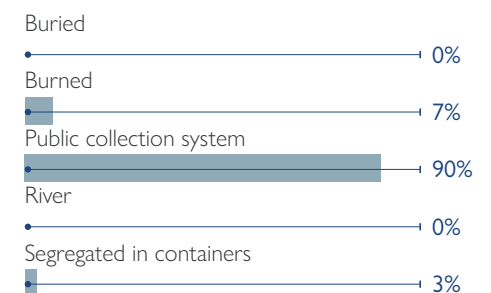 Buried
0%
Burned
7%
Public collection system
90%
River
0%
Segregated in containers
3%